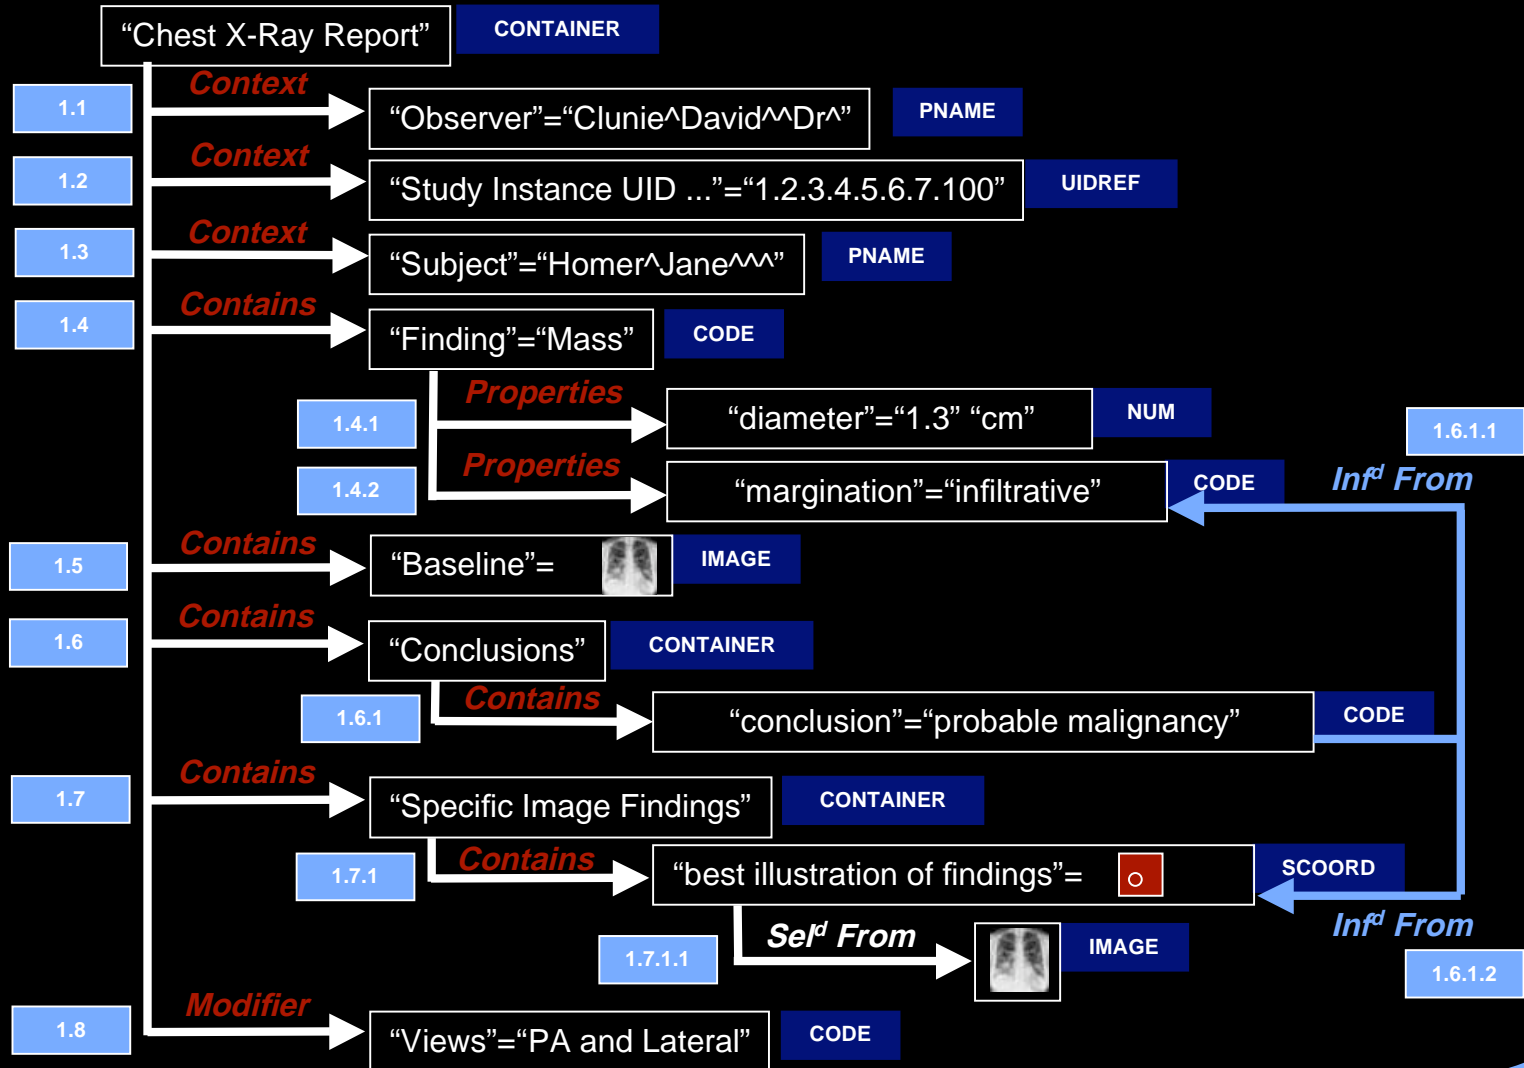 “Chest X-Ray Report” CONTAINER
1.1 Context “Observer”=“Clunie^David^^Dr^” PNAME
1.2 Context “Study Instance UID ...”=“1.2.3.4.5.6.7.100” UIDREF
1.3 Context “Subject”=“Homer^Jane^^^” PNAME
1.4 Contains “Finding”=“Mass” CODE
1.4.1 Properties “diameter”=“1.3” “cm” NUM
1.6.1.1
1.4.2 Properties “margination”=“infiltrative” CODE Infd From
1.5 Contains “Baseline”= IMAGE
1.6 Contains “Conclusions” CONTAINER
1.6.1 Contains “conclusion”=“probable malignancy” CODE
1.7 Contains “Specific Image Findings” CONTAINER
1.7.1 Contains “best illustration of findings”= SCOORD
Infd From
1.7.1.1 Seld From IMAGE
1.6.1.2
1.8 Modifier “Views”=“PA and Lateral” CODE